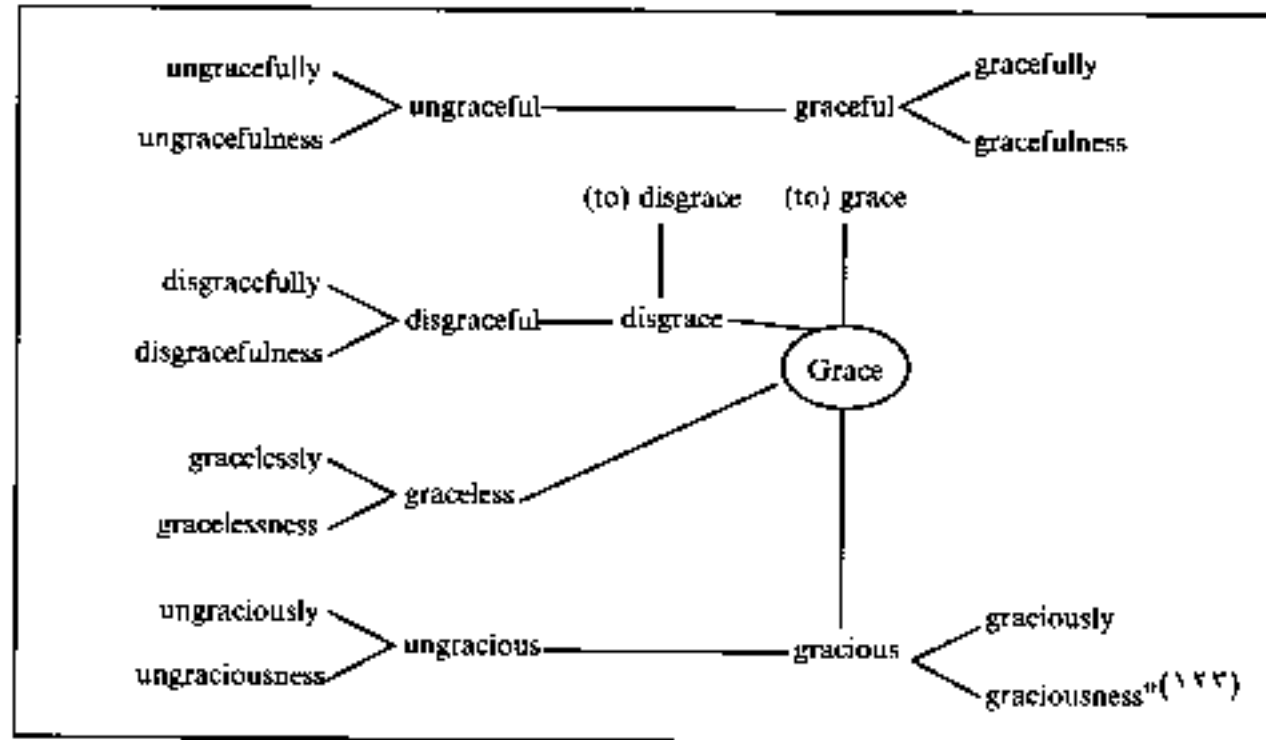 ungracefully gracefully
ungraceful graceful
ungracefulness gracefulness
(to) disgrace (to) grace
disgracefully
disgraceful disgrace
disgracefulness
Grace
gracelessly
graceless
gracelessness
ungraciously graciously
ungracious gracious
ungraciousness graciousness"(١٢٣)